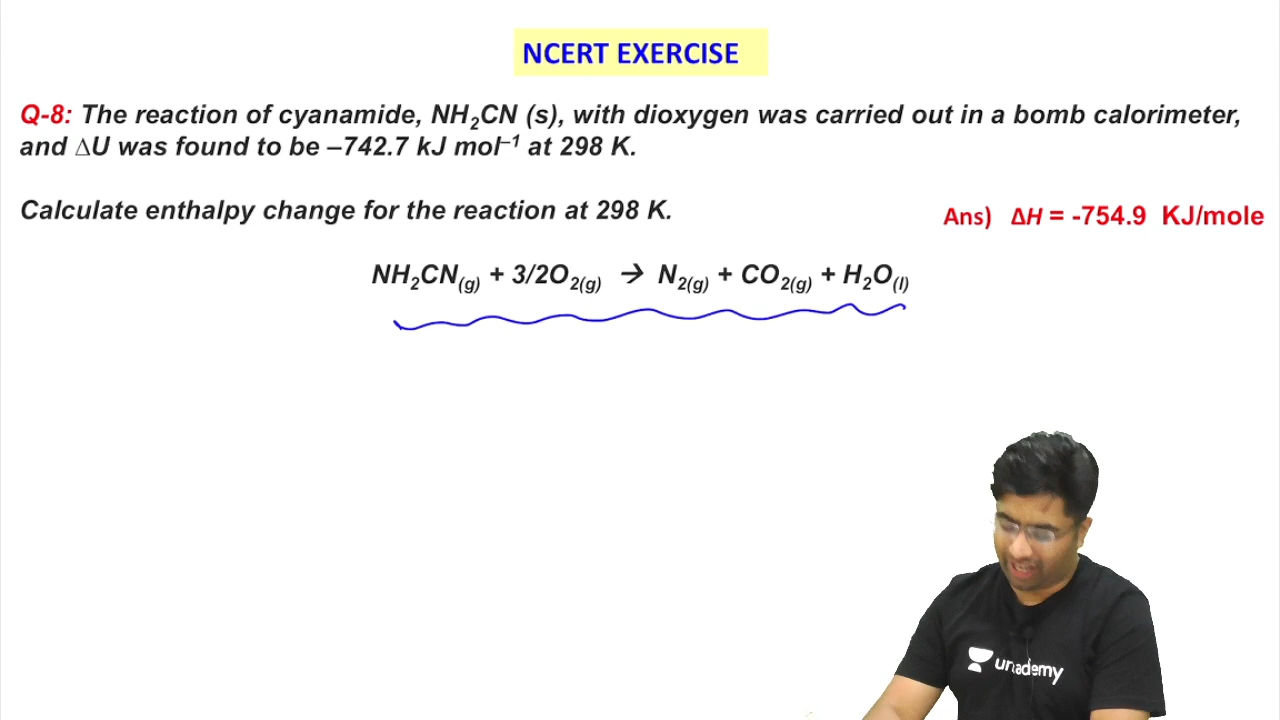 NCERT EXERCISE
Q-8: The reaction of cyanamide, NH₂CN (s), with dioxygen was carried out in a bomb calorimeter,
and ∆U was found to be –742.7 kJ mol⁻¹ at 298 K.
Calculate enthalpy change for the reaction at 298 K.
Ans) ΔH = -754.9 KJ/mole
NH₂CN(g) + 3/2O₂(g) → N₂(g) + CO₂(g) + H₂O(l)
unacademy